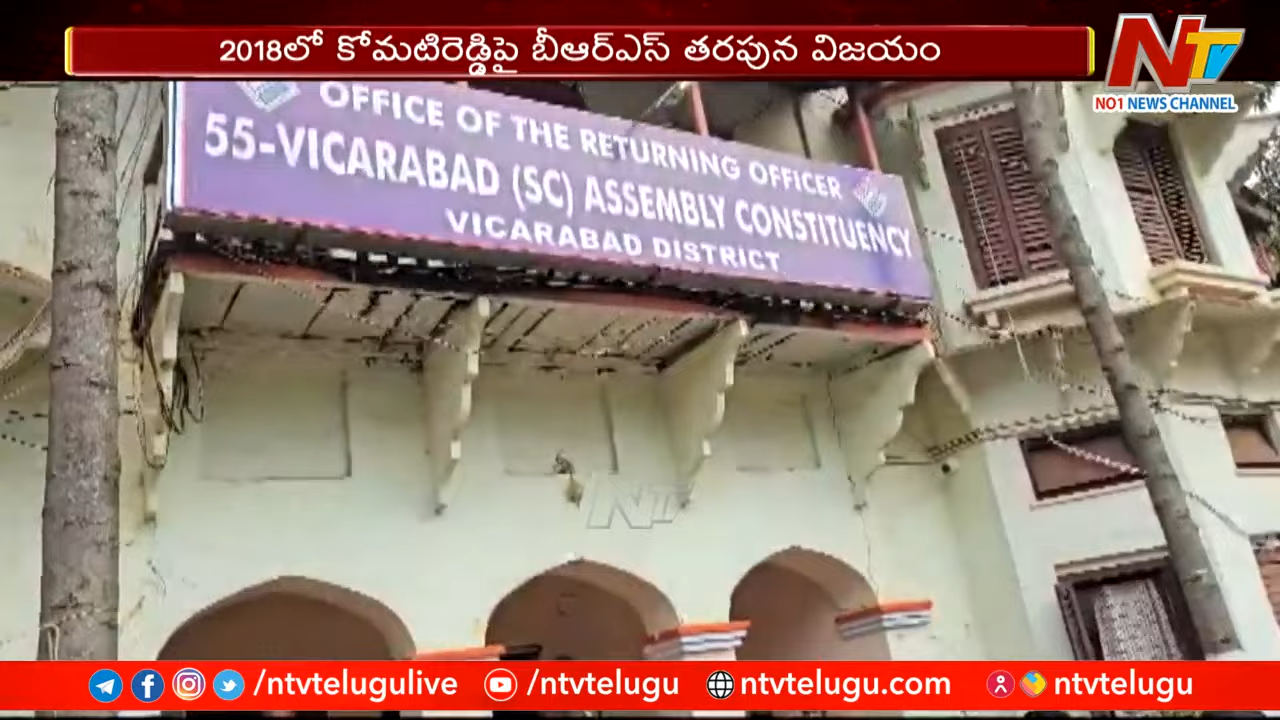 2018లో కోమటిరెడ్డిపై బీఆర్ఎస్ తరపున విజయం
NTV
NO1 NEWS CHANNEL
OFFICE OF THE RETURNING OFFICER
55-VICARABAD (SC) ASSEMBLY CONSTITUENCY
VICARABAD DISTRICT
NTV
/ntvtelugulive /ntvtelugu ntvtelugu.com ntvtelugu